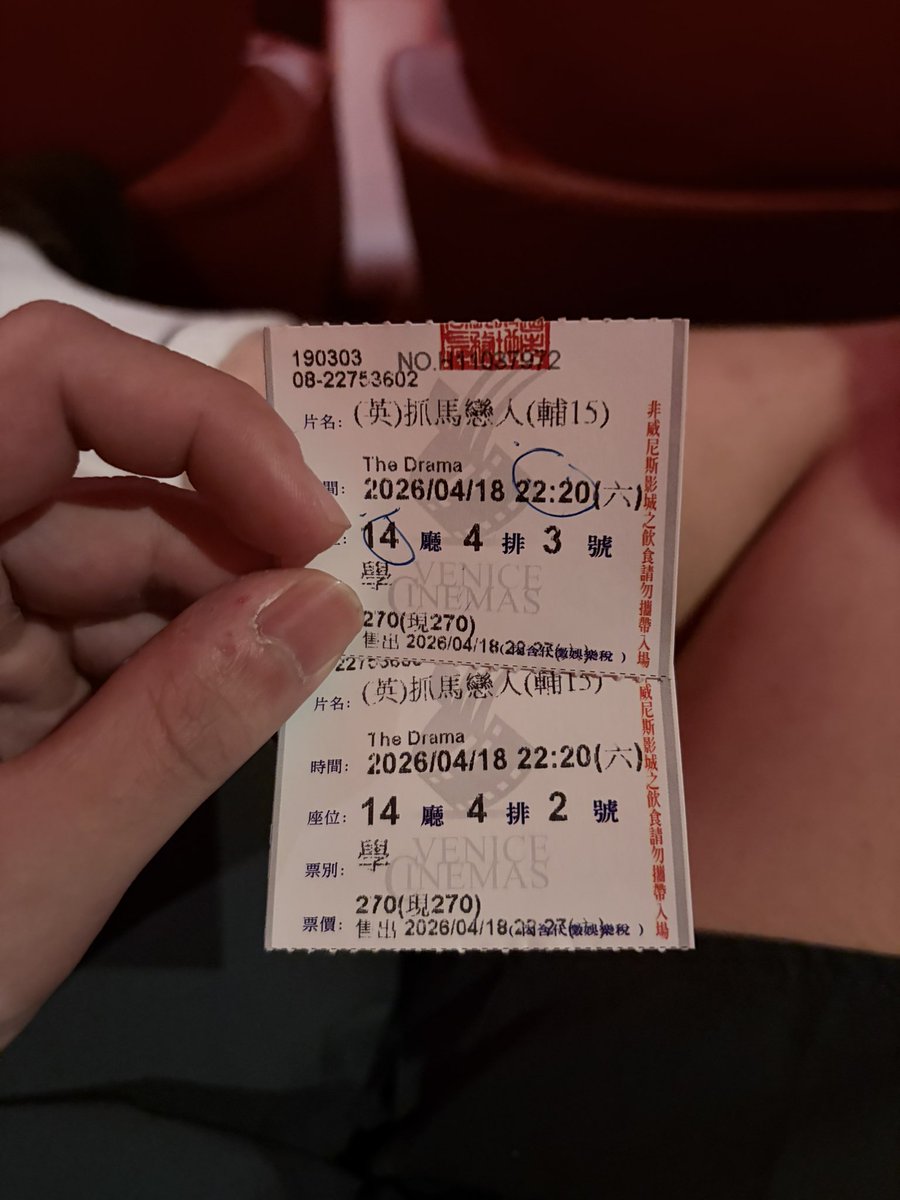 190303 NO.H11087972
08-22753602
片名: (英)抓馬戀人(輔15)
The Drama
間: 2026/04/18 22:20(六)
14 廳 4 排 3 號
學
VENICE
CINEMAS
270(現270)
售出 2026/04/18 22:27
非威尼斯影城之飲食請勿攜帶入場
片名: (英)抓馬戀人(輔15)
The Drama
時間: 2026/04/18 22:20(六)
座位: 14 廳 4 排 2 號
票別: 學
VENICE
CINEMAS
270(現270)
票價: 售出 2026/04/18 22:27
威尼斯影城之飲食請勿攜帶入場